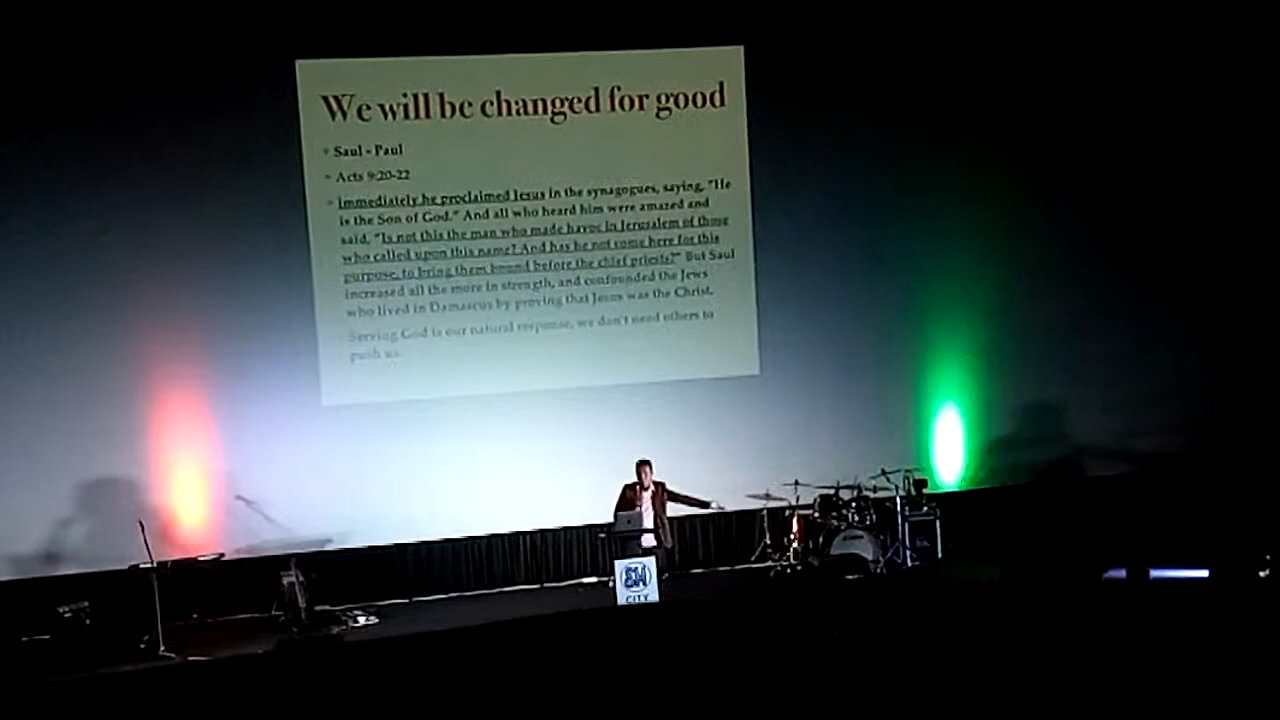 We will be changed for good
Saul - Paul
Acts 9:20-22
immediately he proclaimed Jesus in the synagogues, saying, "He
is the Son of God." And all who heard him were amazed and
said, "Is not this the man who made havoc in Jerusalem of those
who called upon this name? And has he not come here for this
purpose, to bring them bound before the chief priests?" But Saul
increased all the more in strength, and confounded the Jews
who lived in Damascus by proving that Jesus was the Christ.
Serving God is our natural response, we don't need others to
push us.
SM
CITY